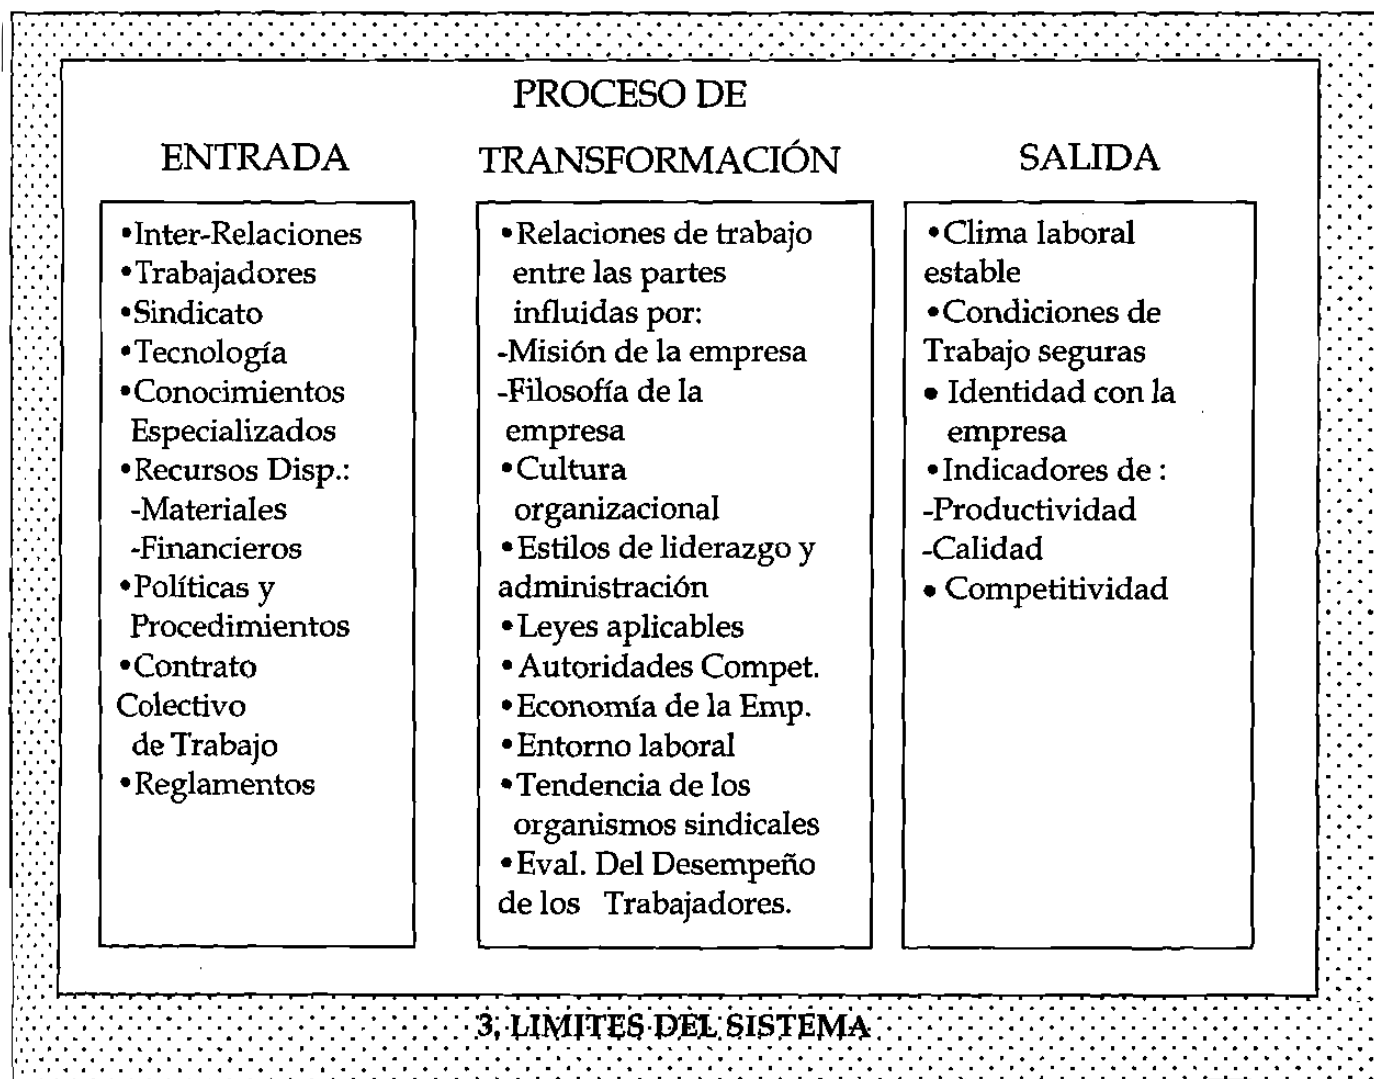 PROCESO DE
ENTRADA
TRANSFORMACIÓN
SALIDA
•Inter-Relaciones
•Trabajadores
•Sindicato
•Tecnología
•Conocimientos
Especializados
•Recursos Disp.:
-Materiales
-Financieros
•Políticas y
Procedimientos
•Contrato
Colectivo
de Trabajo
•Reglamentos
•Relaciones de trabajo
entre las partes
influidas por:
-Misión de la empresa
-Filosofía de la
empresa
•Cultura
organizacional
•Estilos de liderazgo y
administración
•Leyes aplicables
•Autoridades Compet.
•Economía de la Emp.
•Entorno laboral
•Tendencia de los
organismos sindicales
•Eval. Del Desempeño
de los Trabajadores.
•Clima laboral
estable
•Condiciones de
Trabajo seguras
• Identidad con la
empresa
•Indicadores de :
-Productividad
-Calidad
• Competitividad
3. LIMITES DEL SISTEMA